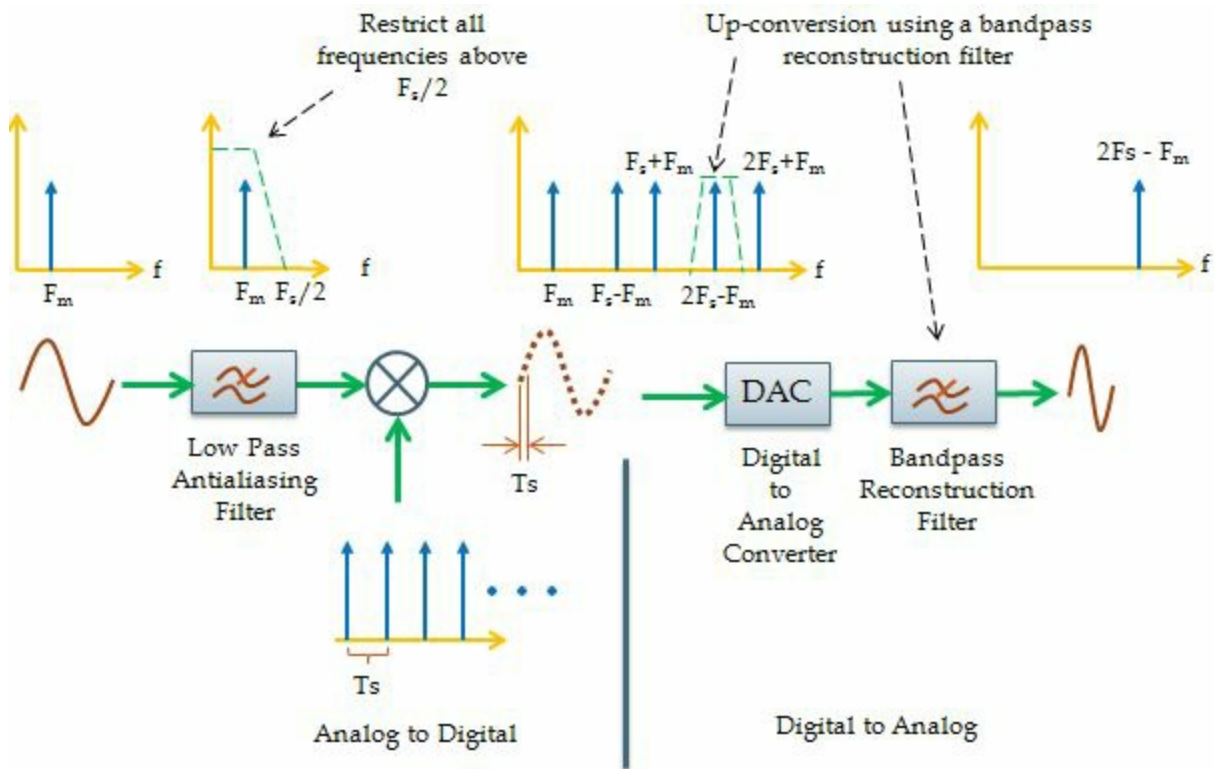 Restrict all
frequencies above
Fₛ/2
Up-conversion using a bandpass
reconstruction filter
Fₛ+Fₘ
2Fₛ+Fₘ
2Fs - Fₘ
f
f
f
f
Fₘ
Fₘ
Fₛ/2
Fₘ
Fₛ-Fₘ
2Fₛ-Fₘ
DAC
Low Pass
Antialiasing
Filter
Ts
Digital
to
Analog
Converter
Bandpass
Reconstruction
Filter
Ts
Analog to Digital
Digital to Analog